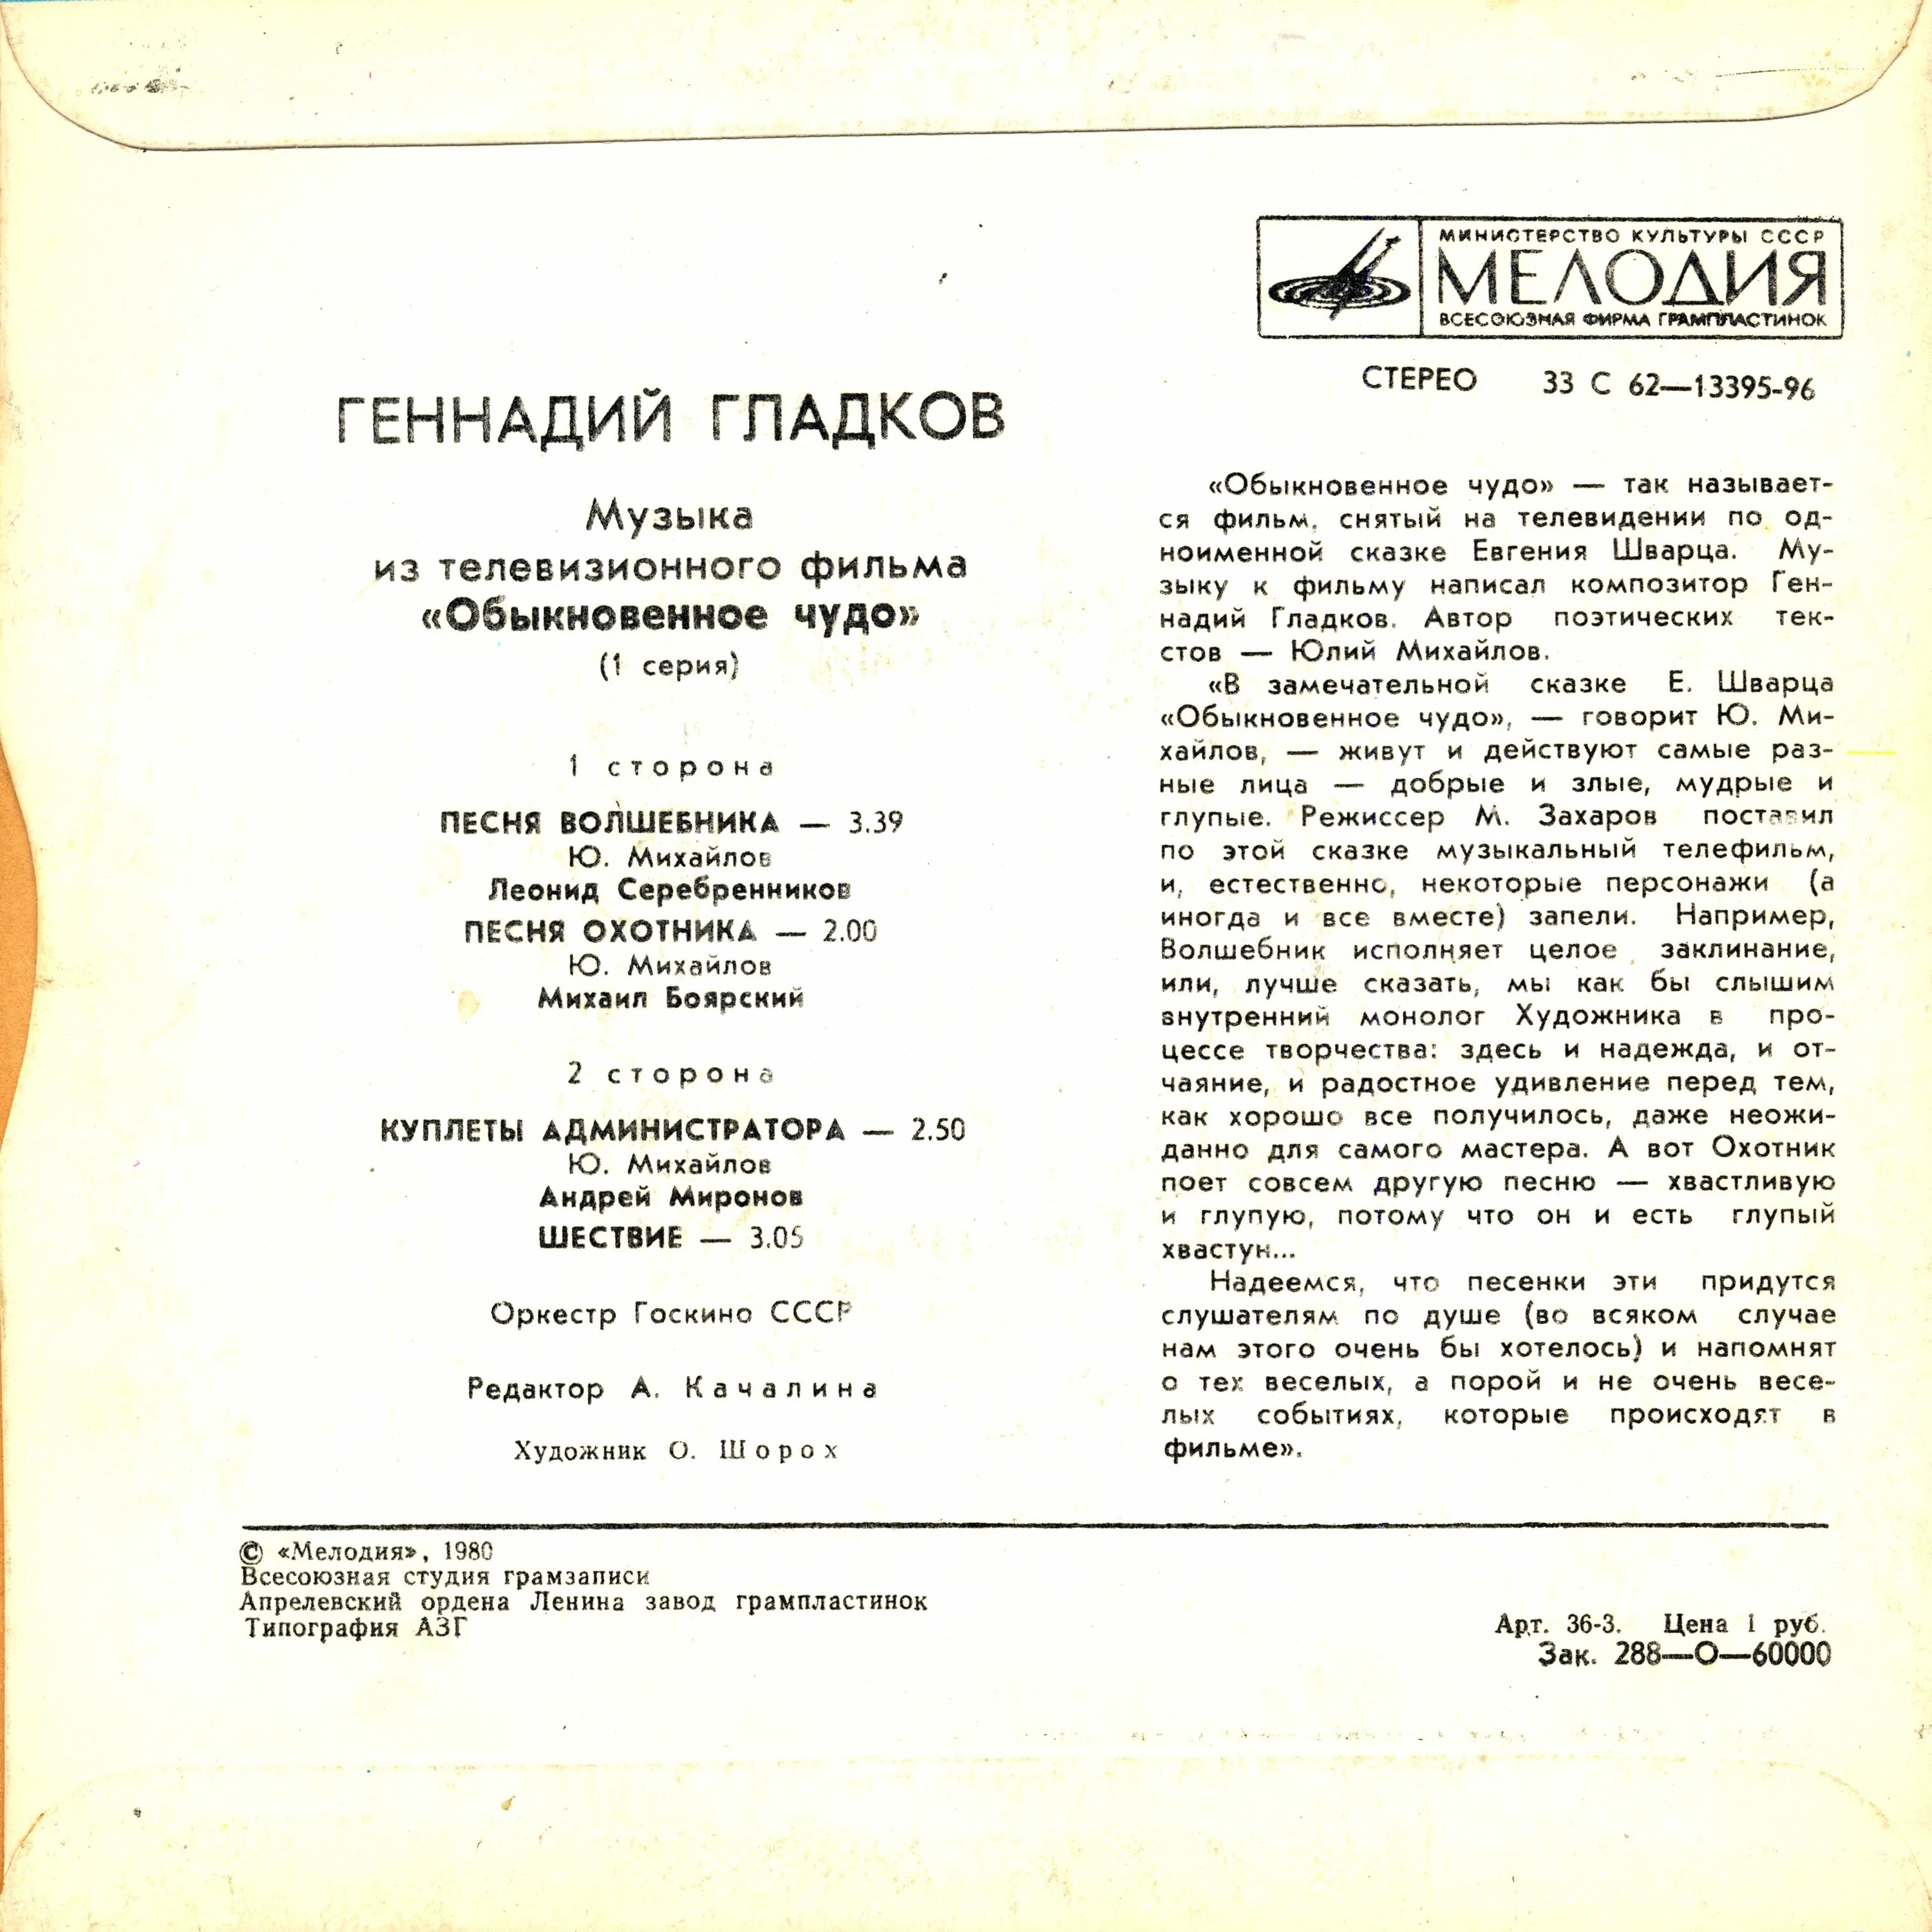 МИНИСТЕРСТВО КУЛЬТУРЫ СССР
МЕЛОДИЯ
ВСЕСОЮЗНАЯ ФИРМА ГРАМПЛАСТИНОК
СТЕРЕО 33 С 62—13395-96
ГЕННАДИЙ ГЛАДКОВ
Музыка
из телевизионного фильма
«Обыкновенное чудо»
(1 серия)
1 сторона
ПЕСНЯ ВОЛШЕБНИКА — 3.39
Ю. Михайлов
Леонид Серебренников
ПЕСНЯ ОХОТНИКА — 2.00
Ю. Михайлов
Михаил Боярский
2 сторона
КУПЛЕТЫ АДМИНИСТРАТОРА — 2.50
Ю. Михайлов
Андрей Миронов
ШЕСТВИЕ — 3.05
Оркестр Госкино СССР
Редактор А. Качалина
Художник О. Шорох
«Обыкновенное чудо» — так называет-
ся фильм, снятый на телевидении по од-
ноименной сказке Евгения Шварца. Му-
зыку к фильму написал композитор Ген-
надий Гладков. Автор поэтических тек-
стов — Юлий Михайлов.
«В замечательной сказке Е. Шварца
«Обыкновенное чудо», — говорит Ю. Ми-
хайлов, — живут и действуют самые раз-
ные лица — добрые и злые, мудрые и
глупые. Режиссер М. Захаров поставил
по этой сказке музыкальный телефильм,
и, естественно, некоторые персонажи (а
иногда и все вместе) запели. Например,
Волшебник исполняет целое заклинание,
или, лучше сказать, мы как бы слышим
внутренний монолог Художника в про-
цессе творчества: здесь и надежда, и от-
чаяние, и радостное удивление перед тем,
как хорошо все получилось, даже неожи-
данно для самого мастера. А вот Охотник
поет совсем другую песню — хвастливую
и глупую, потому что он и есть глупый
хвастун...
Надеемся, что песенки эти придутся
слушателям по душе (во всяком случае
нам этого очень бы хотелось) и напомнят
о тех веселых, а порой и не очень весе-
лых событиях, которые происходят в
фильме».
© «Мелодия», 1980
Всесоюзная студия грамзаписи
Апрелевский ордена Ленина завод грампластинок
Типография АЗГ
Арт. 36-3. Цена 1 руб.
Зак. 288—О—60000